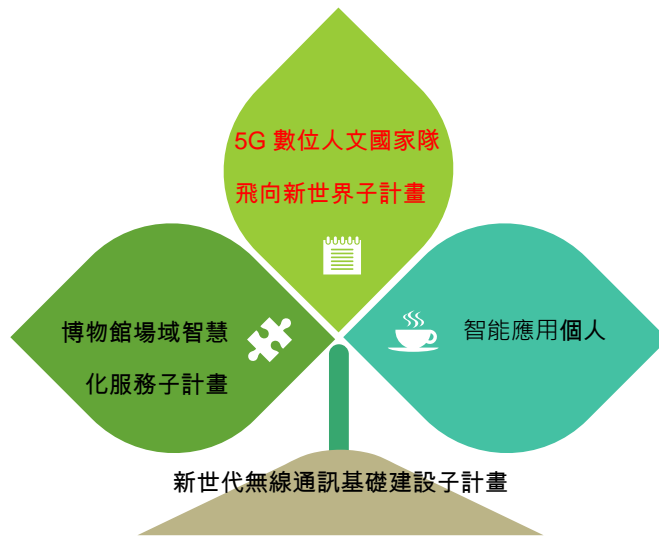 5G 數位人文國家隊
飛向新世界子計畫
博物館場域智慧
化服務子計畫
智能應用個人
新世代無線通訊基礎建設子計畫